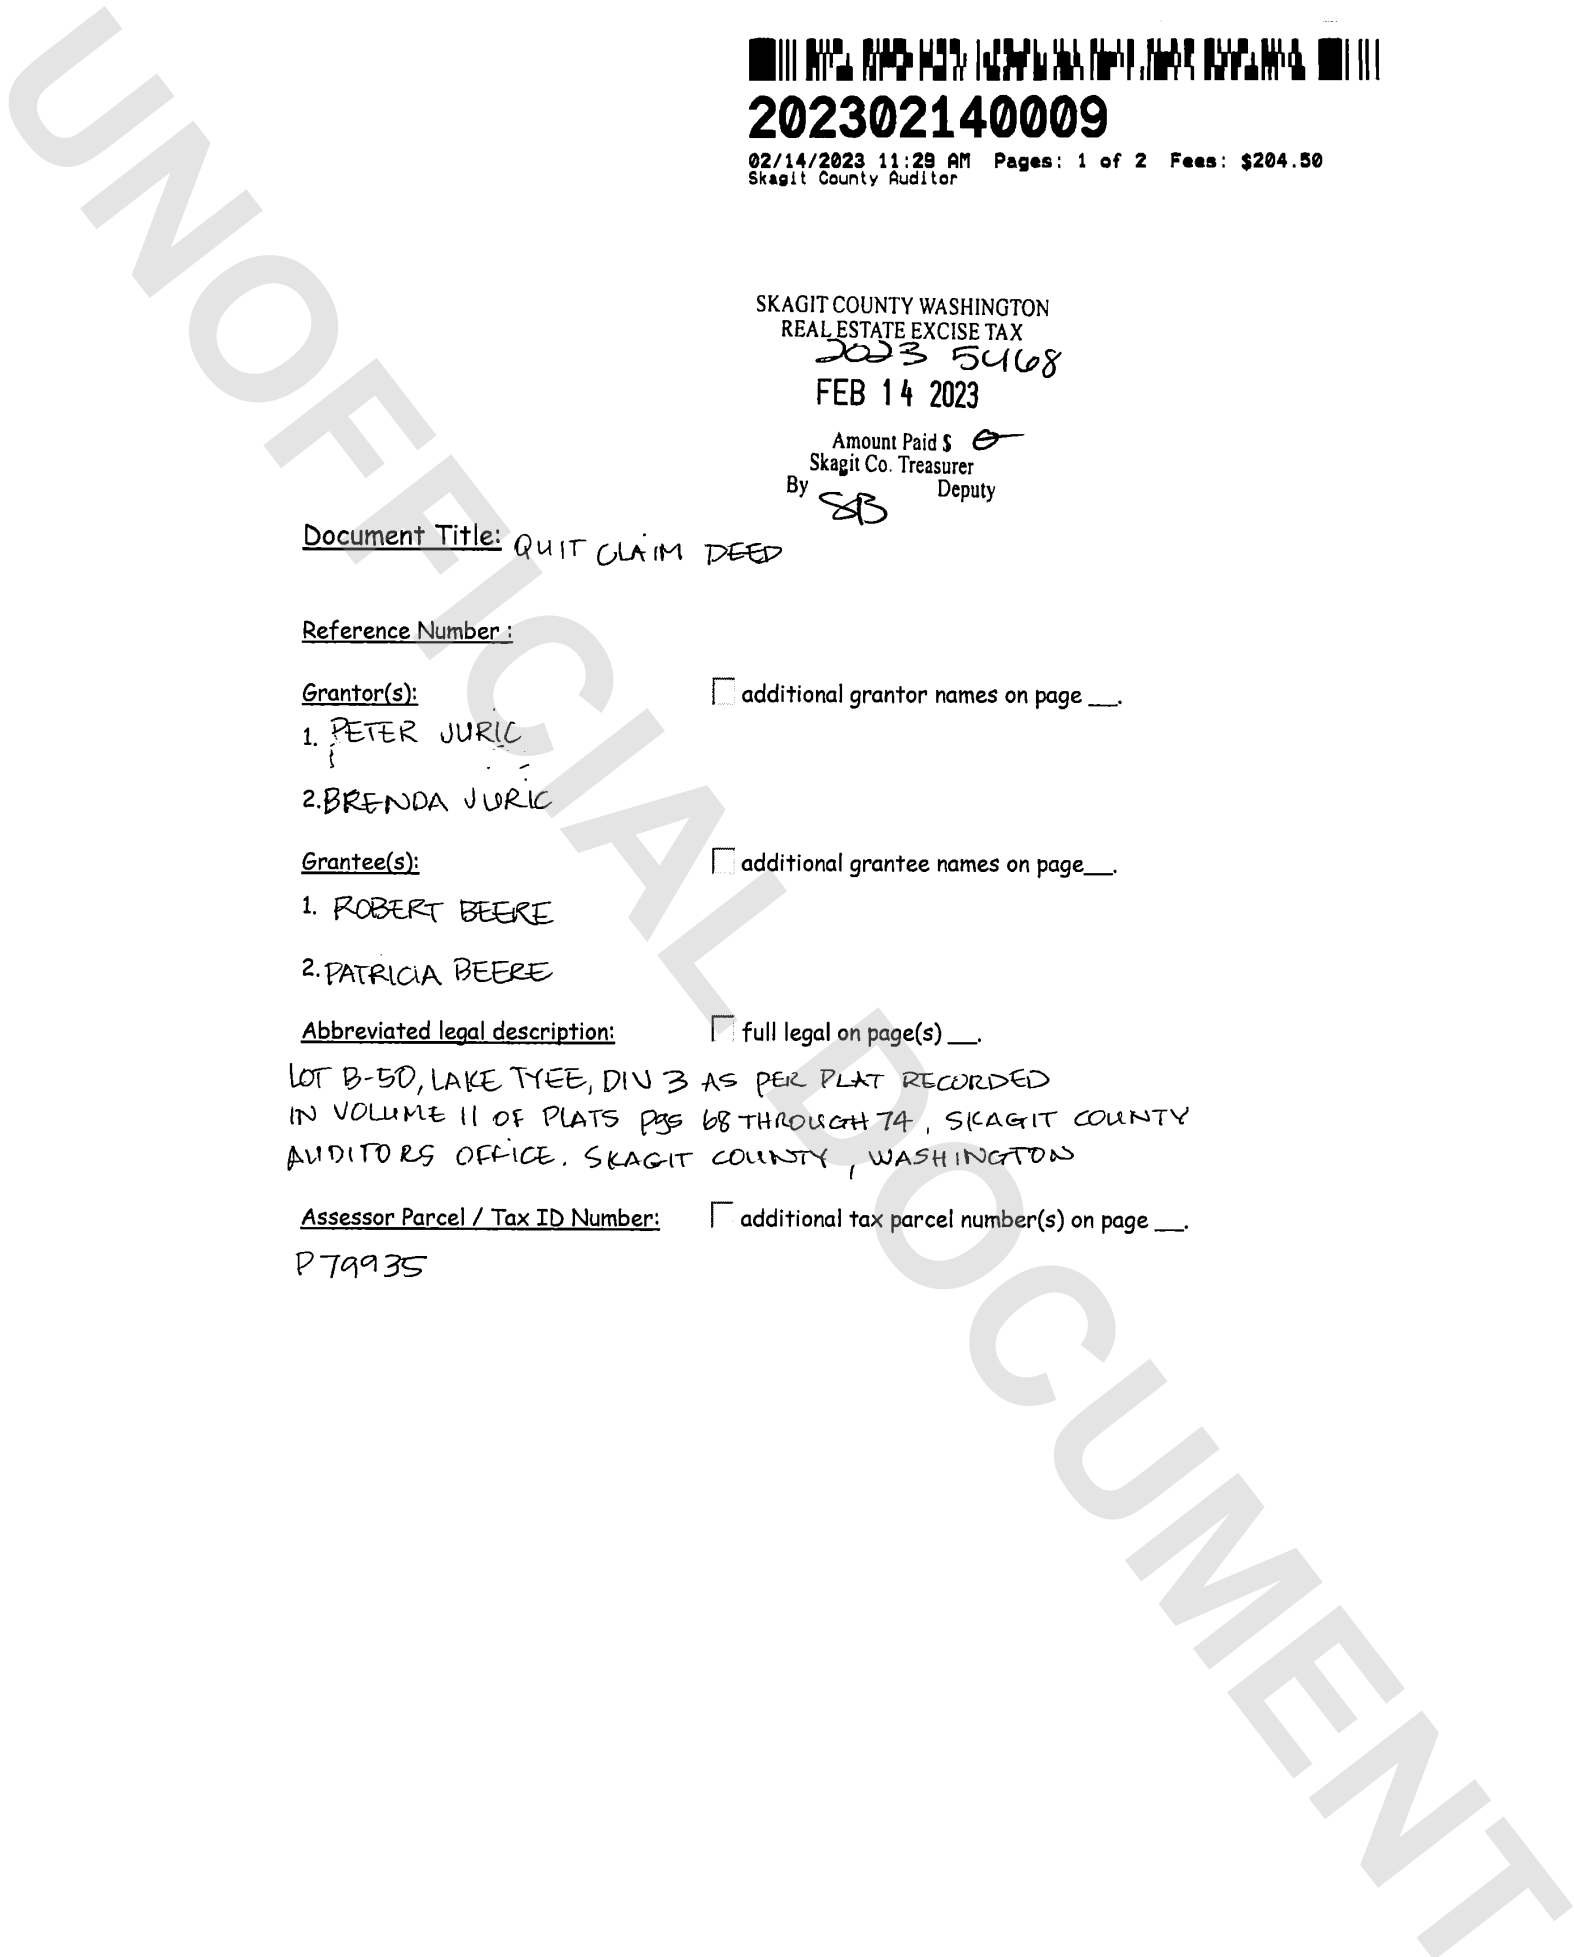 202302140009
02/14/2023 11:29 AM Pages: 1 of 2 Fees: $204.50
Skagit County Auditor
SKAGIT COUNTY WASHINGTON
REAL ESTATE EXCISE TAX
2023 5468
FEB 14 2023
Amount Paid $ 0
Skagit Co. Treasurer
By SB Deputy
Document Title: QUIT CLAIM DEED
Reference Number :
Grantor(s): additional grantor names on page __.
1. PETER JURIC
2. BRENDA JURIC
Grantee(s): additional grantee names on page__.
1. ROBERT BEERE
2. PATRICIA BEERE
Abbreviated legal description: full legal on page(s) __.
LOT B-50, LAKE TYEE, DIV 3 AS PER PLAT RECORDED
IN VOLUME 11 OF PLATS pgs 68 THROUGH 74, SKAGIT COUNTY
AUDITORS OFFICE. SKAGIT COUNTY, WASHINGTON
Assessor Parcel / Tax ID Number: additional tax parcel number(s) on page __.
P79935
UNOFFICIAL DOCUMENT